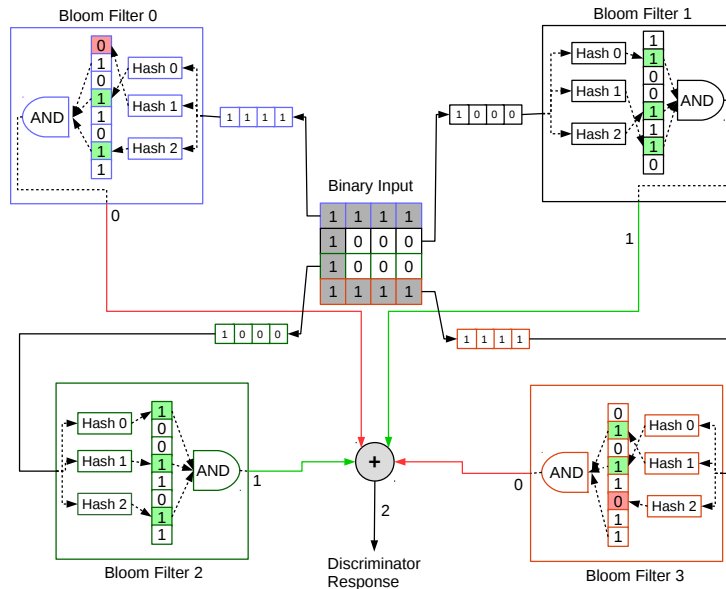 Bloom Filter 0
0
1
0
1
1
0
1
1
Hash 0
Hash 1
Hash 2
AND
1 1 1 1
0
Bloom Filter 1
Hash 0
Hash 1
Hash 2
1
1
0
0
1
1
1
0
AND
1 0 0 0
1
Binary Input
1 1 1 1
1 0 0 0
1 0 0 0
1 1 1 1
1 0 0 0
1 1 1 1
Hash 0
Hash 1
Hash 2
1
0
0
1
1
0
1
1
AND
1
Bloom Filter 2
+
2
Discriminator
Response
0
AND
0
1
0
1
1
0
1
1
Hash 0
Hash 1
Hash 2
Bloom Filter 3